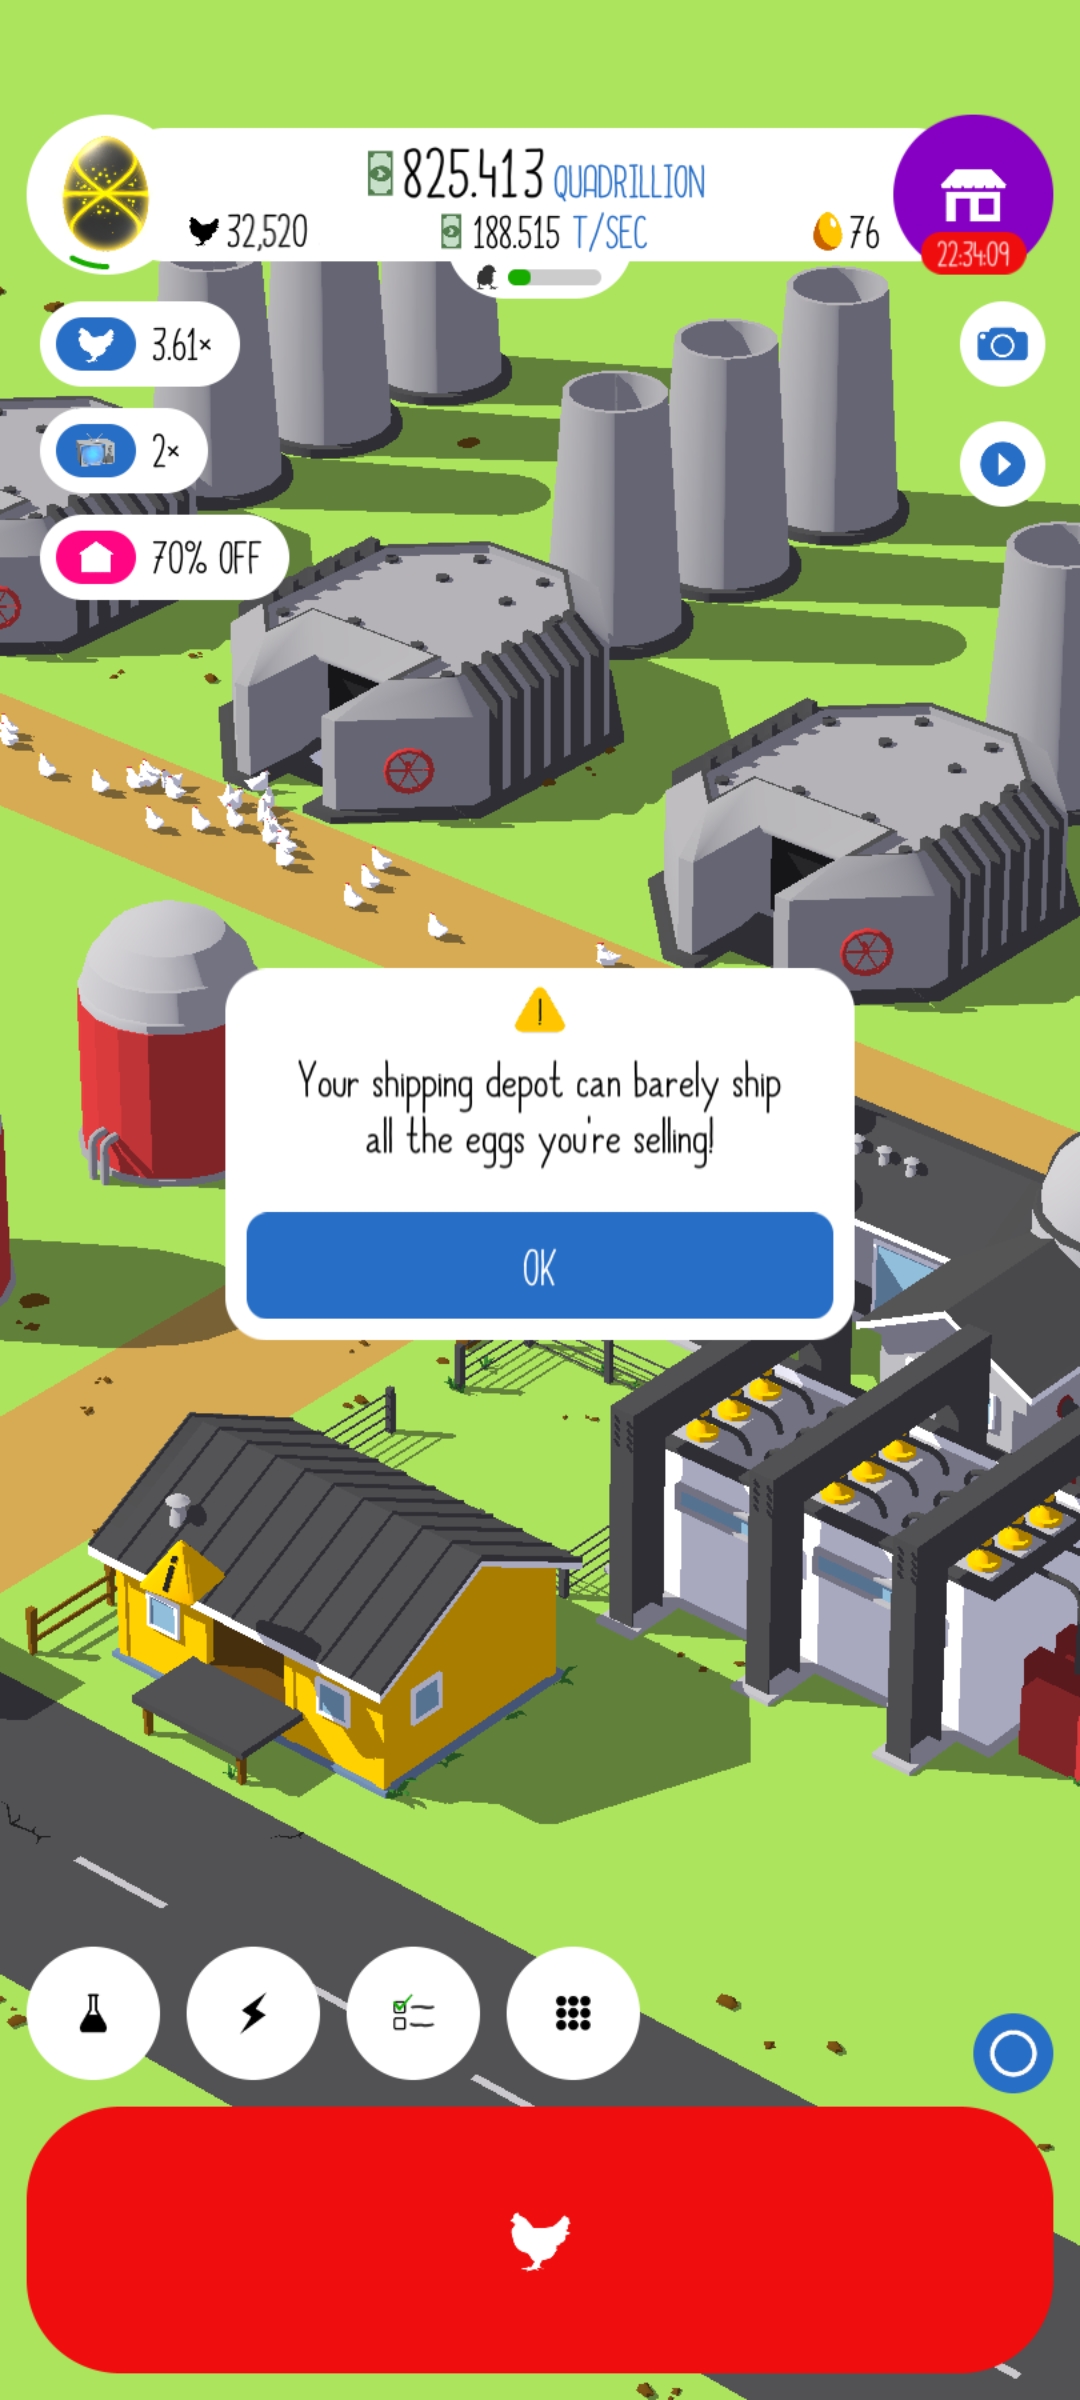 825.413 QUADRILLION
32,520
188.515 T/SEC
76
22:34:09
3.61×
2×
70% OFF
!
Your shipping depot can barely ship
all the eggs you're selling!
OK
!